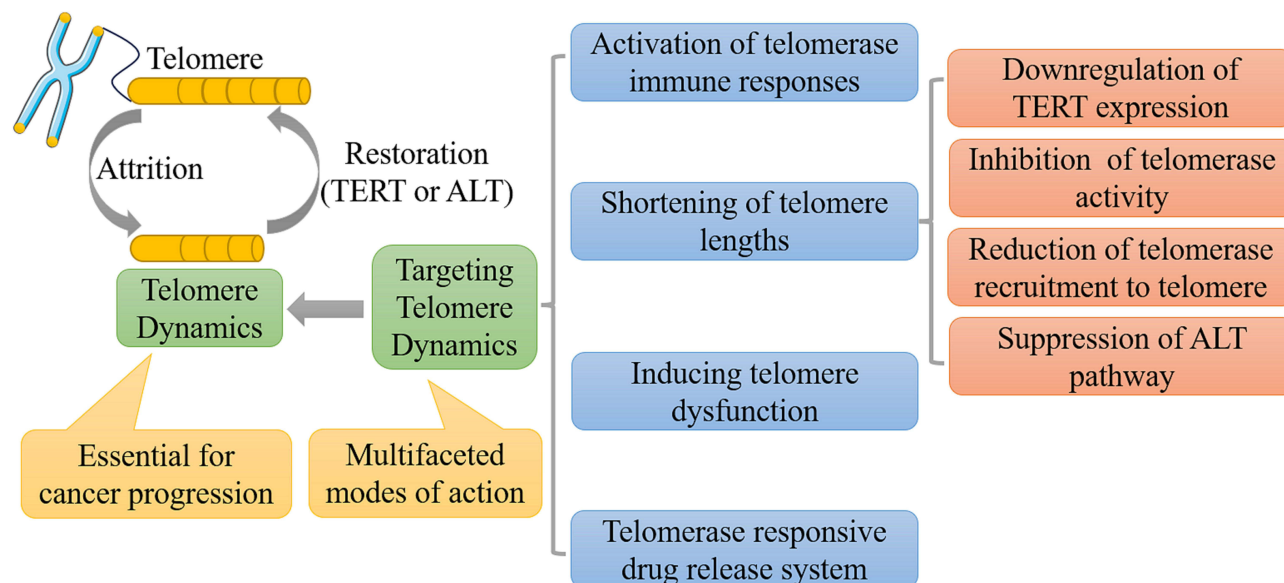 Telomere
Attrition
Restoration
(TERT or ALT)
Telomere
Dynamics
Targeting
Telomere
Dynamics
Essential for
cancer progression
Multifaceted
modes of action
Activation of telomerase
immune responses
Shortening of telomere
lengths
Inducing telomere
dysfunction
Telomerase responsive
drug release system
Downregulation of
TERT expression
Inhibition of telomerase
activity
Reduction of telomerase
recruitment to telomere
Suppression of ALT
pathway